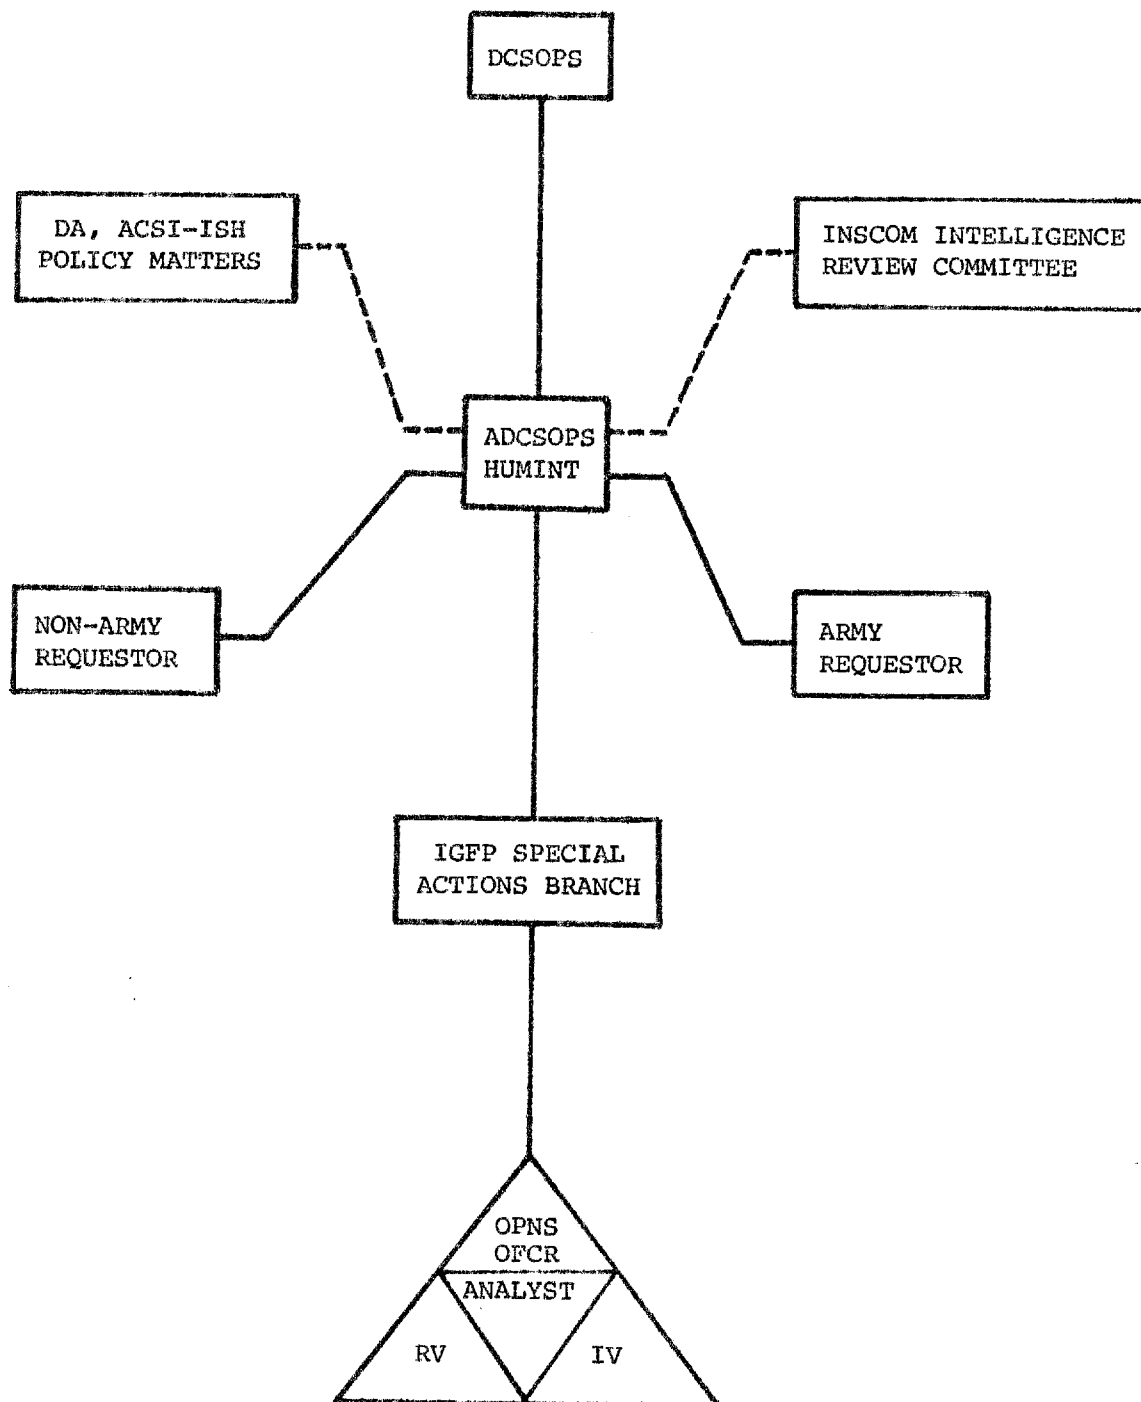 DCSOPS
DA, ACSI-ISH
POLICY MATTERS
INSCOM INTELLIGENCE
REVIEW COMMITTEE
ADCSOPS
HUMINT
NON-ARMY
REQUESTOR
ARMY
REQUESTOR
IGFP SPECIAL
ACTIONS BRANCH
OPNS
OFCR
ANALYST
RV
IV